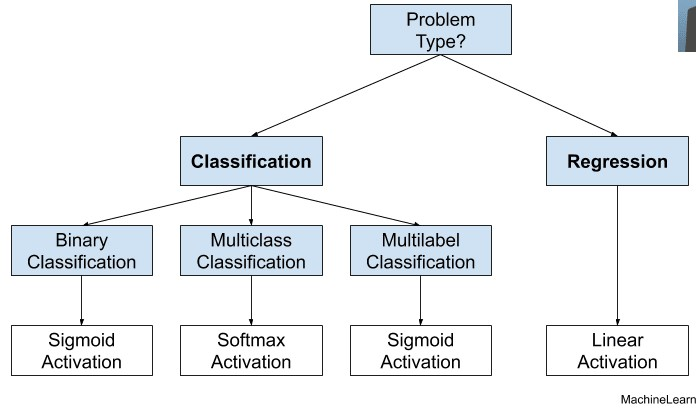 Problem
Type?
Classification
Regression
Binary
Classification
Multiclass
Classification
Multilabel
Classification
Sigmoid
Activation
Softmax
Activation
Sigmoid
Activation
Linear
Activation
MachineLearn